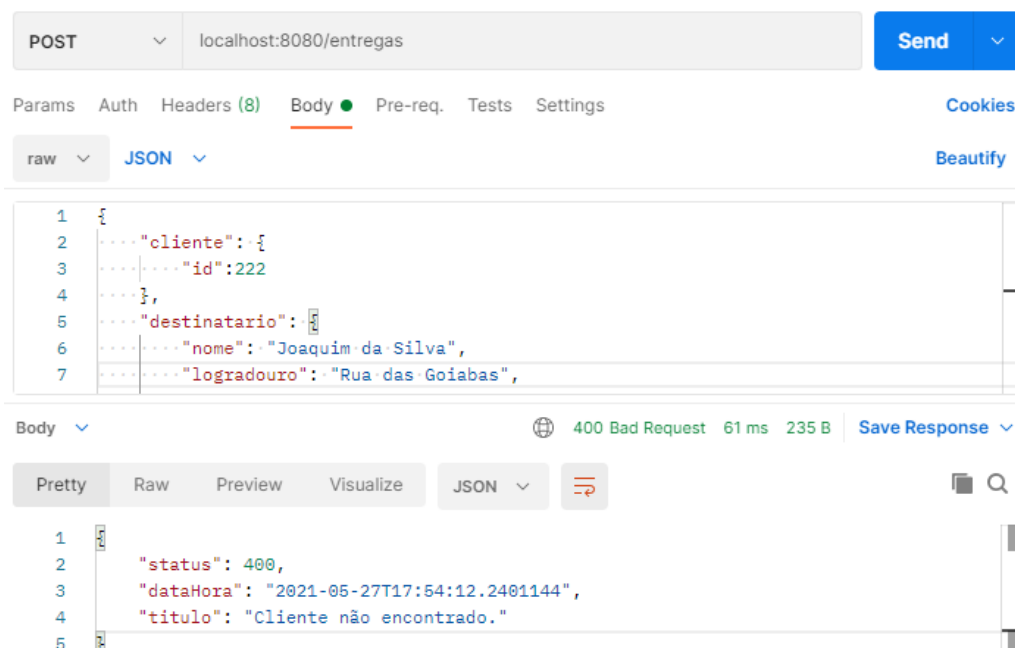 POST localhost:8080/entregas Send
Params Auth Headers (8) Body Pre-req. Tests Settings Cookies
raw JSON Beautify
1 {
2 "cliente": {
3 "id":222
4 },
5 "destinatario": {
6 "nome": "Joaquim da Silva",
7 "logradouro": "Rua das Goiabas",
Body 400 Bad Request 61 ms 235 B Save Response
Pretty Raw Preview Visualize JSON
1 {
2 "status": 400,
3 "dataHora": "2021-05-27T17:54:12.2401144",
4 "titulo": "Cliente não encontrado."
5 }